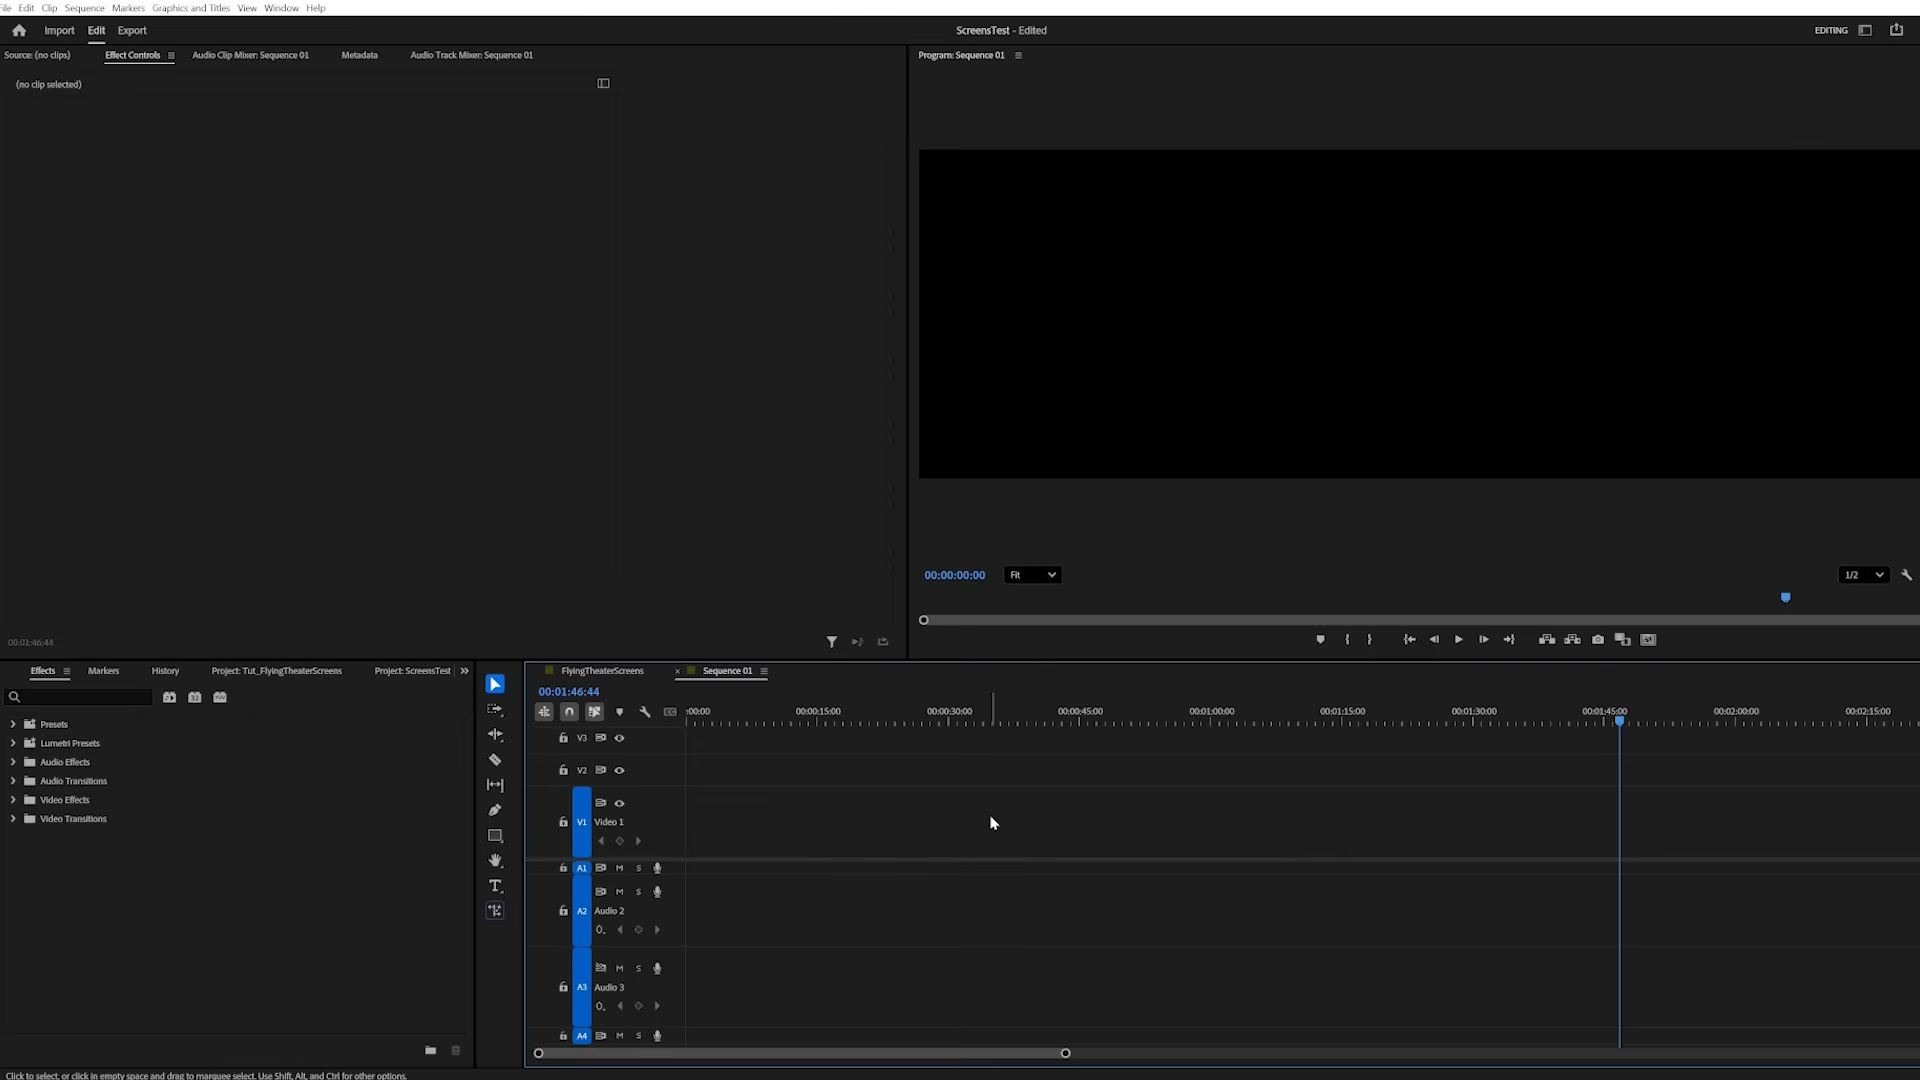 File Edit Clip Sequence Markers Graphics and Titles View Window Help
Import Edit Export
ScreensTest - Edited
EDITING
Source: (no clips) Effect Controls Audio Clip Mixer: Sequence 01 Metadata Audio Track Mixer: Sequence 01
Program: Sequence 01
(no clip selected)
00:00:00:00 Fit 1/2
00:01:46:44
Effects Markers History Project: Tut_FlyingTheaterScreens Project: ScreensTest
FlyingTheaterScreens × Sequence 01
00:01:46:44
:00:00 00:00:15:00 00:00:30:00 00:00:45:00 00:01:00:00 00:01:15:00 00:01:30:00 00:01:45:00 00:02:00:00 00:02:15:00
Presets
Lumetri Presets
Audio Effects
Audio Transitions
Video Effects
Video Transitions
V3
V2
V1 Video 1
A1 M S
M S
A2 Audio 2
0.
M S
A3 Audio 3
0.
A4 M S
Click to select, or click in empty space and drag to marquee select. Use Shift, Alt, and Ctrl for other options.